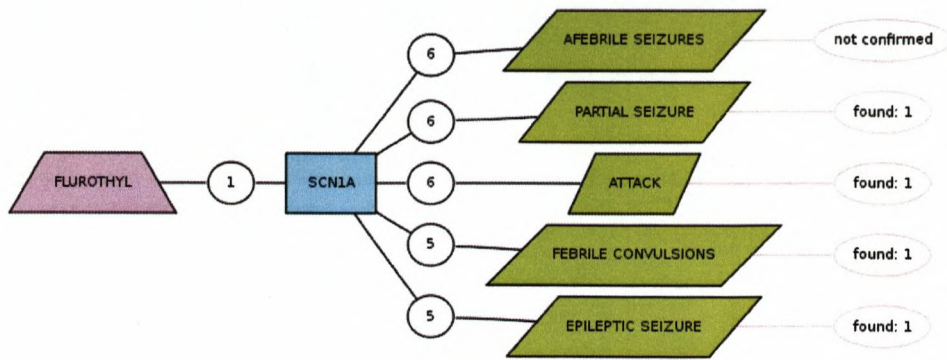 6 AFEBRILE SEIZURES not confirmed
6 PARTIAL SEIZURE found: 1
FLUROTHYL 1 SCN1A 6 ATTACK found: 1
5 FEBRILE CONVULSIONS found: 1
5 EPILEPTIC SEIZURE found: 1